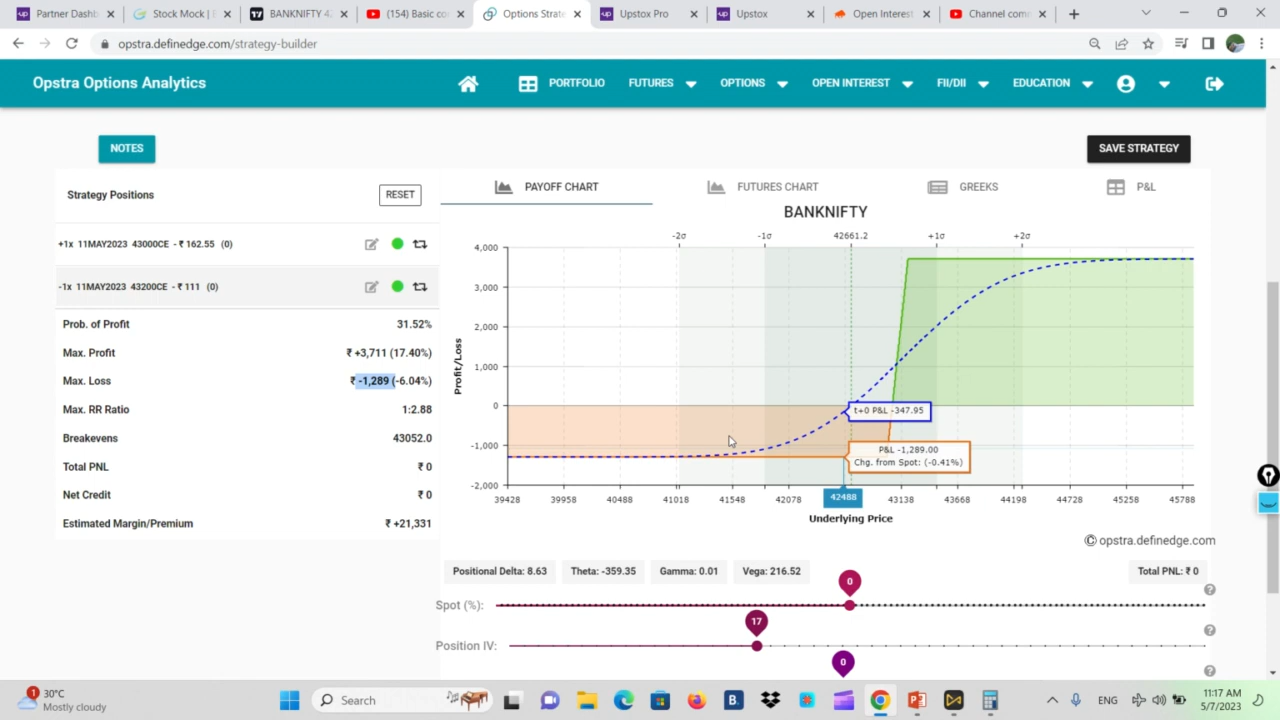 Partner Dashb
Stock Mock | B
BANKNIFTY 42
(154) Basic co
Options Strate
Upstox Pro
Upstox
Open Interest
Channel com
opstra.definedge.com/strategy-builder
Opstra Options Analytics
PORTFOLIO
FUTURES
OPTIONS
OPEN INTEREST
FII/DII
EDUCATION
NOTES
SAVE STRATEGY
Strategy Positions
RESET
+1x 11MAY2023 43000CE - ₹ 162.55 (0)
-1x 11MAY2023 43200CE - ₹ 111 (0)
Prob. of Profit 31.52%
Max. Profit ₹ +3,711 (17.40%)
Max. Loss ₹ -1,289 (-6.04%)
Max. RR Ratio 1:2.88
Breakevens 43052.0
Total PNL ₹ 0
Net Credit ₹ 0
Estimated Margin/Premium ₹ +21,331
PAYOFF CHART
FUTURES CHART
GREEKS
P&L
BANKNIFTY
-2σ -1σ 42661.2 +1σ +2σ
4,000
3,000
2,000
1,000
0
-1,000
-2,000
Profit/Loss
t+0 P&L -347.95
P&L -1,289.00
Chg. from Spot: (-0.41%)
39428 39958 40488 41018 41548 42078 42488 43138 43668 44198 44728 45258 45788
Underlying Price
© opstra.definedge.com
Positional Delta: 8.63
Theta: -359.35
Gamma: 0.01
Vega: 216.52
Total PNL: ₹ 0
0
Spot (%):
17
Position IV:
0
1
30°C
Mostly cloudy
Search
ENG
11:17 AM
5/7/2023